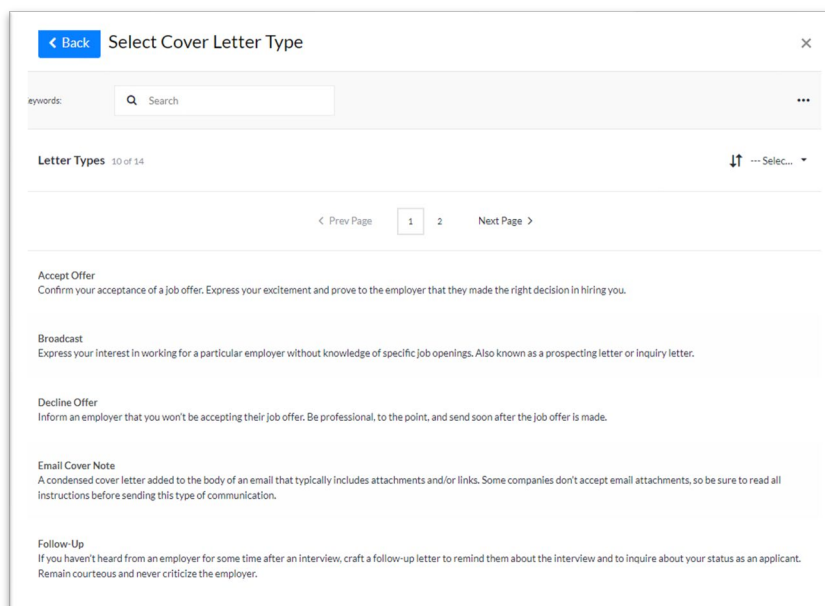 Back Select Cover Letter Type
eywords: Search
Letter Types 10 of 14 --- Selec...
Prev Page 1 2 Next Page
Accept Offer
Confirm your acceptance of a job offer. Express your excitement and prove to the employer that they made the right decision in hiring you.
Broadcast
Express your interest in working for a particular employer without knowledge of specific job openings. Also known as a prospecting letter or inquiry letter.
Decline Offer
Inform an employer that you won't be accepting their job offer. Be professional, to the point, and send soon after the job offer is made.
Email Cover Note
A condensed cover letter added to the body of an email that typically includes attachments and/or links. Some companies don't accept email attachments, so be sure to read all
instructions before sending this type of communication.
Follow-Up
If you haven't heard from an employer for some time after an interview, craft a follow-up letter to remind them about the interview and to inquire about your status as an applicant.
Remain courteous and never criticize the employer.